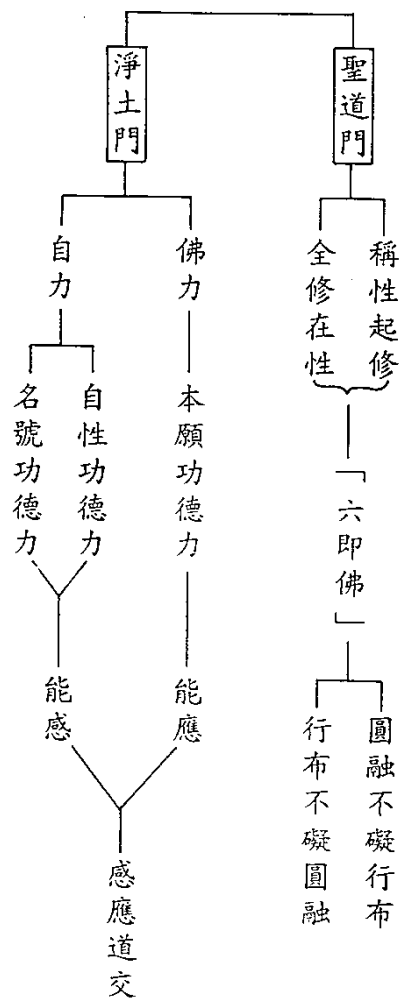 聖道門
稱性起修
全修在性
「六即佛」
圓融不礙行布
行布不礙圓融
淨土門
佛力
本願功德力
能應
自力
自性功德力
名號功德力
能感
感應道交